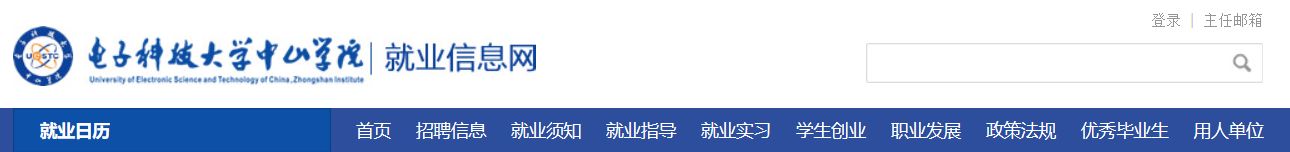 登录 | 主任邮箱
UESTC
电子科技大学中山学院 | 就业信息网
University of Electronic Science and Technology of China, Zhongshan Institute
就业日历 首页 招聘信息 就业须知 就业指导 就业实习 学生创业 职业发展 政策法规 优秀毕业生 用人单位